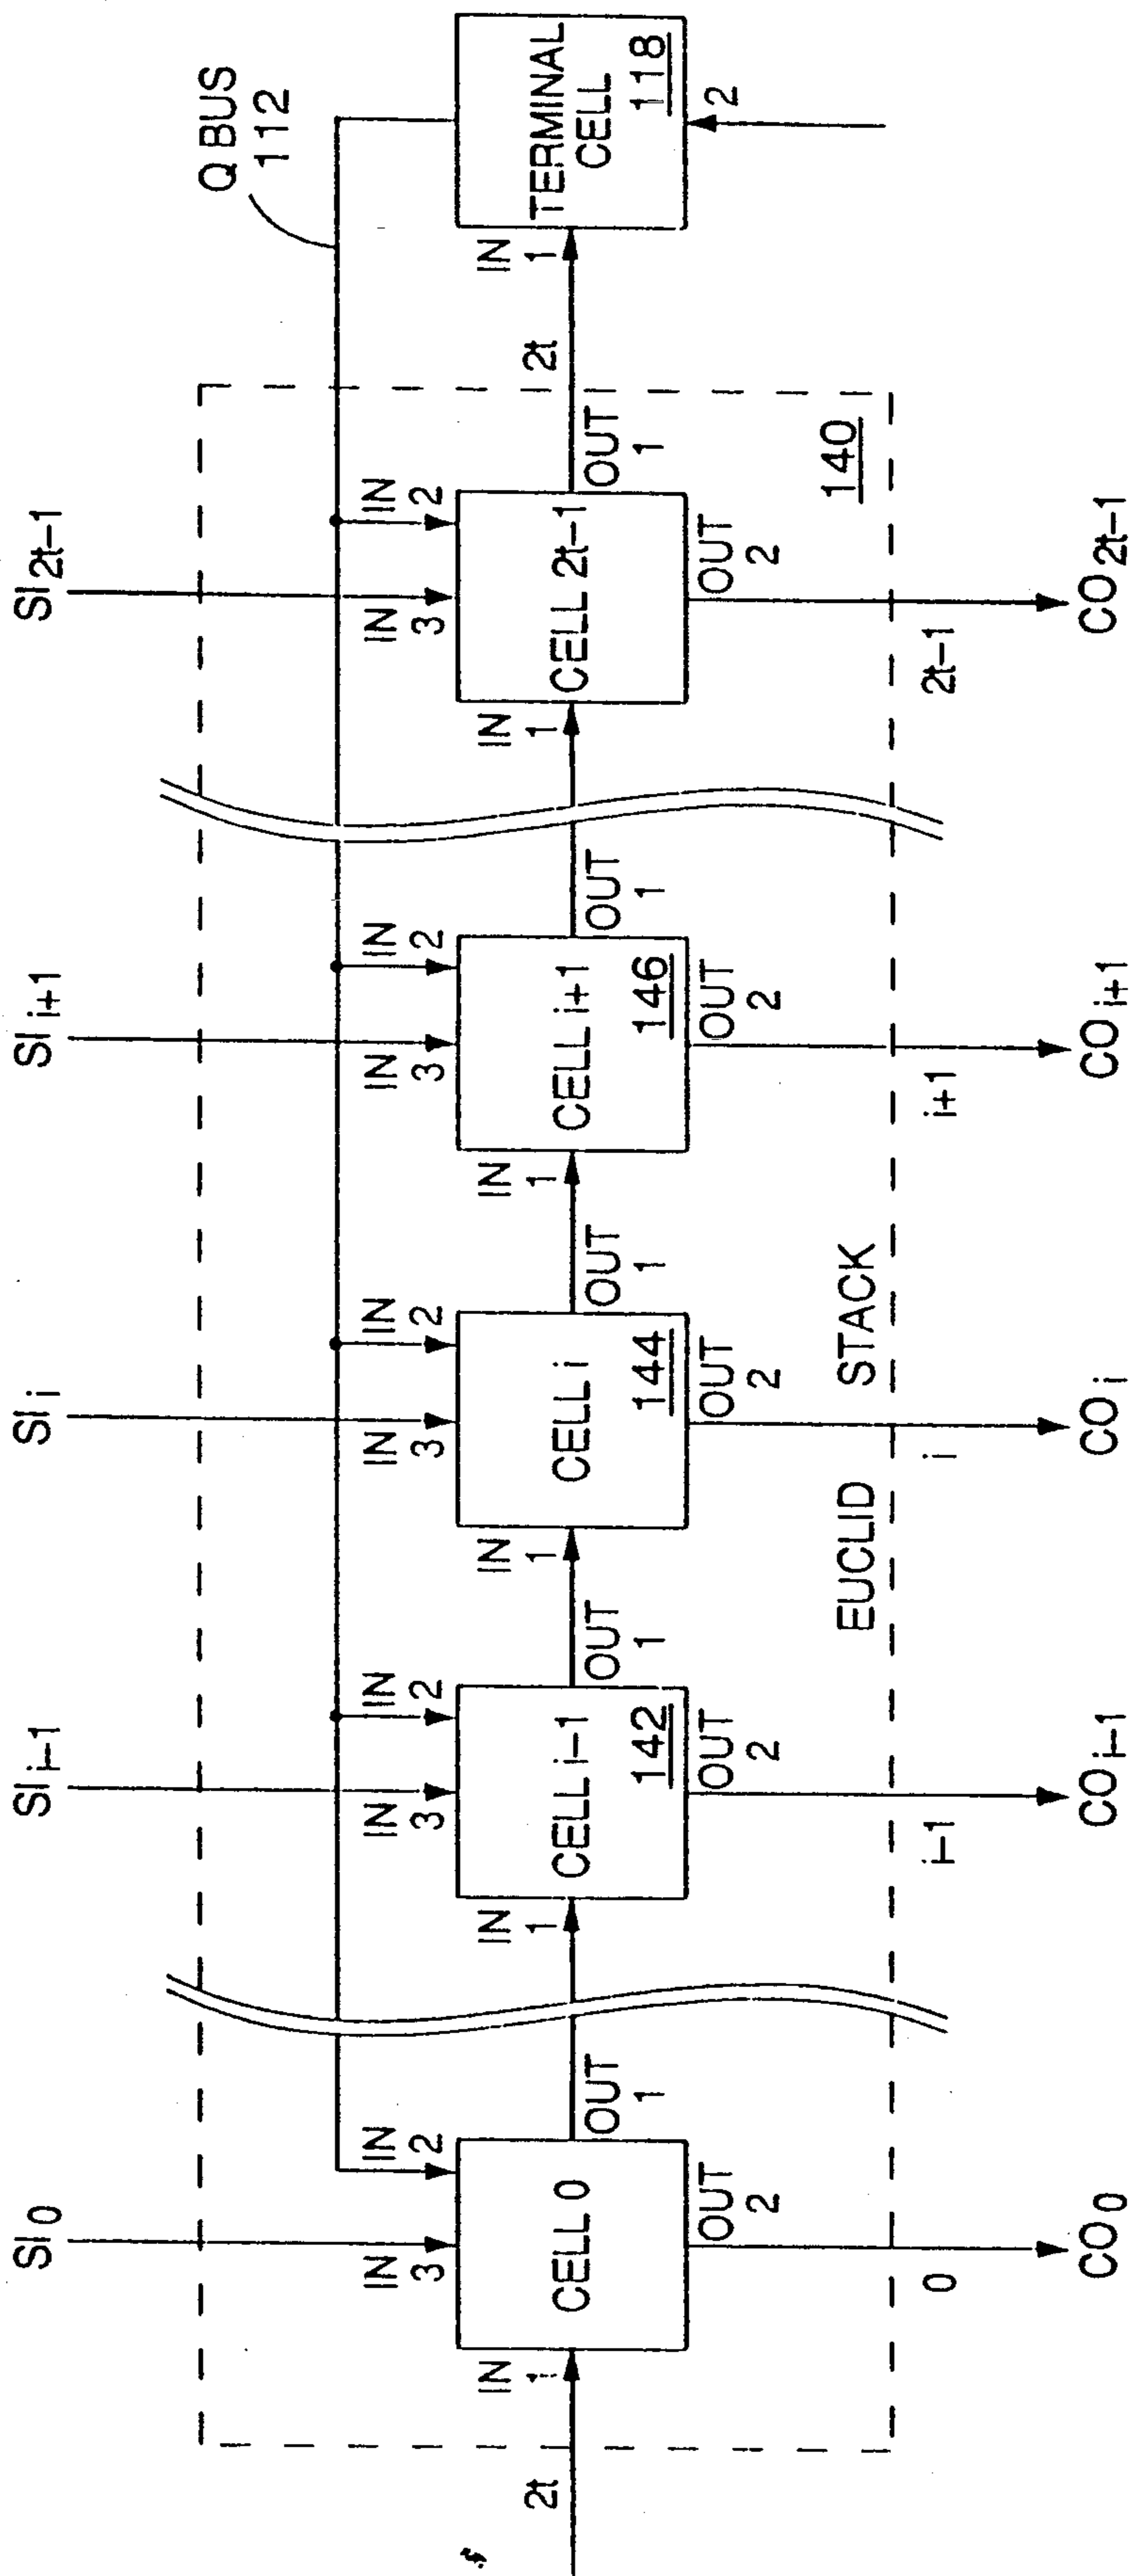 SI0
SIi–1
SIi
SIi+1
SI2t–1
Q BUS
112
IN
3
IN
2
IN
3
IN
2
IN
3
IN
2
IN
3
IN
2
IN
3
IN
2
2t
IN
1
CELL 0
OUT
1
IN
1
CELL i–1
142
OUT
1
IN
1
CELL i
144
OUT
1
IN
1
CELL i+1
146
OUT
1
IN
1
CELL 2t–1
OUT
1
2t
IN
1
TERMINAL
CELL
118
2
OUT
2
OUT
2
OUT
2
OUT
2
OUT
2
EUCLID STACK
140
0
i–1
i
i+1
2t–1
CO0
COi–1
COi
COi+1
CO2t–1